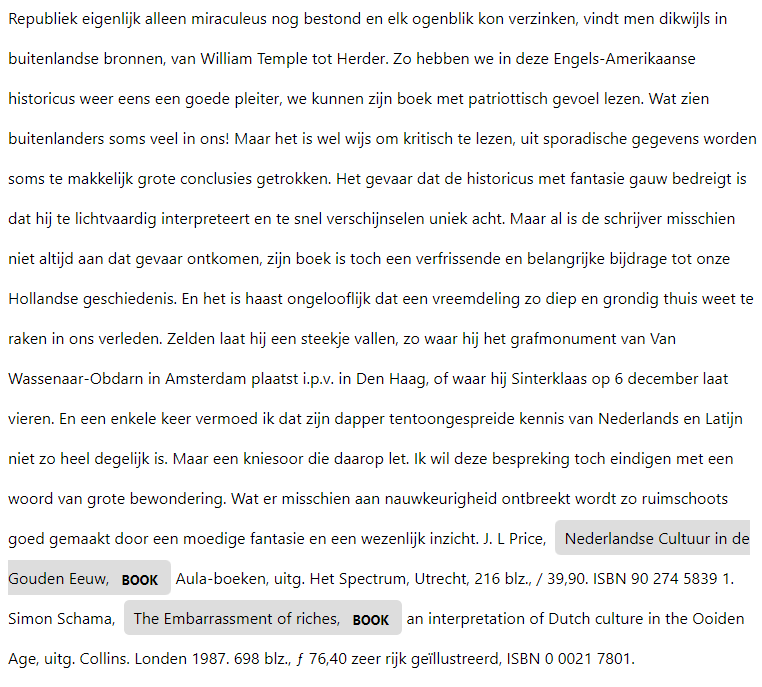 Republiek eigenlijk alleen miraculeus nog bestond en elk ogenblik kon verzinken, vindt men dikwijls in
buitenlandse bronnen, van William Temple tot Herder. Zo hebben we in deze Engels-Amerikaanse
historicus weer eens een goede pleiter, we kunnen zijn boek met patriottisch gevoel lezen. Wat zien
buitenlanders soms veel in ons! Maar het is wel wijs om kritisch te lezen, uit sporadische gegevens worden
soms te makkelijk grote conclusies getrokken. Het gevaar dat de historicus met fantasie gauw bedreigt is
dat hij te lichtvaardig interpreteert en te snel verschijnselen uniek acht. Maar al is de schrijver misschien
niet altijd aan dat gevaar ontkomen, zijn boek is toch een verfrissende en belangrijke bijdrage tot onze
Hollandse geschiedenis. En het is haast ongelooflijk dat een vreemdeling zo diep en grondig thuis weet te
raken in ons verleden. Zelden laat hij een steekje vallen, zo waar hij het grafmonument van Van
Wassenaar-Obdarn in Amsterdam plaatst i.p.v. in Den Haag, of waar hij Sinterklaas op 6 december laat
vieren. En een enkele keer vermoed ik dat zijn dapper tentoongespreide kennis van Nederlands en Latijn
niet zo heel degelijk is. Maar een kniesoor die daarop let. Ik wil deze bespreking toch eindigen met een
woord van grote bewondering. Wat er misschien aan nauwkeurigheid ontbreekt wordt zo ruimschoots
goed gemaakt door een moedige fantasie en een wezenlijk inzicht. J. L Price, Nederlandse Cultuur in de
Gouden Eeuw, BOOK Aula-boeken, uitg. Het Spectrum, Utrecht, 216 blz., / 39,90. ISBN 90 274 5839 1.
Simon Schama, The Embarrassment of riches, BOOK an interpretation of Dutch culture in the Ooiden
Age, uitg. Collins. Londen 1987. 698 blz., ƒ 76,40 zeer rijk geïllustreerd, ISBN 0 0021 7801.